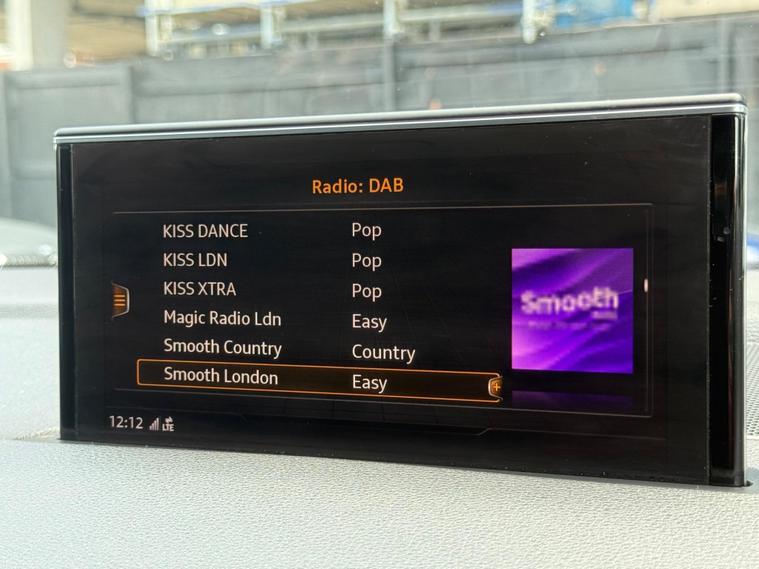 Radio: DAB
KISS DANCE Pop
KISS LDN Pop
KISS XTRA Pop
Magic Radio Ldn Easy
Smooth Country Country
Smooth London Easy
Smooth
12:12 LTE